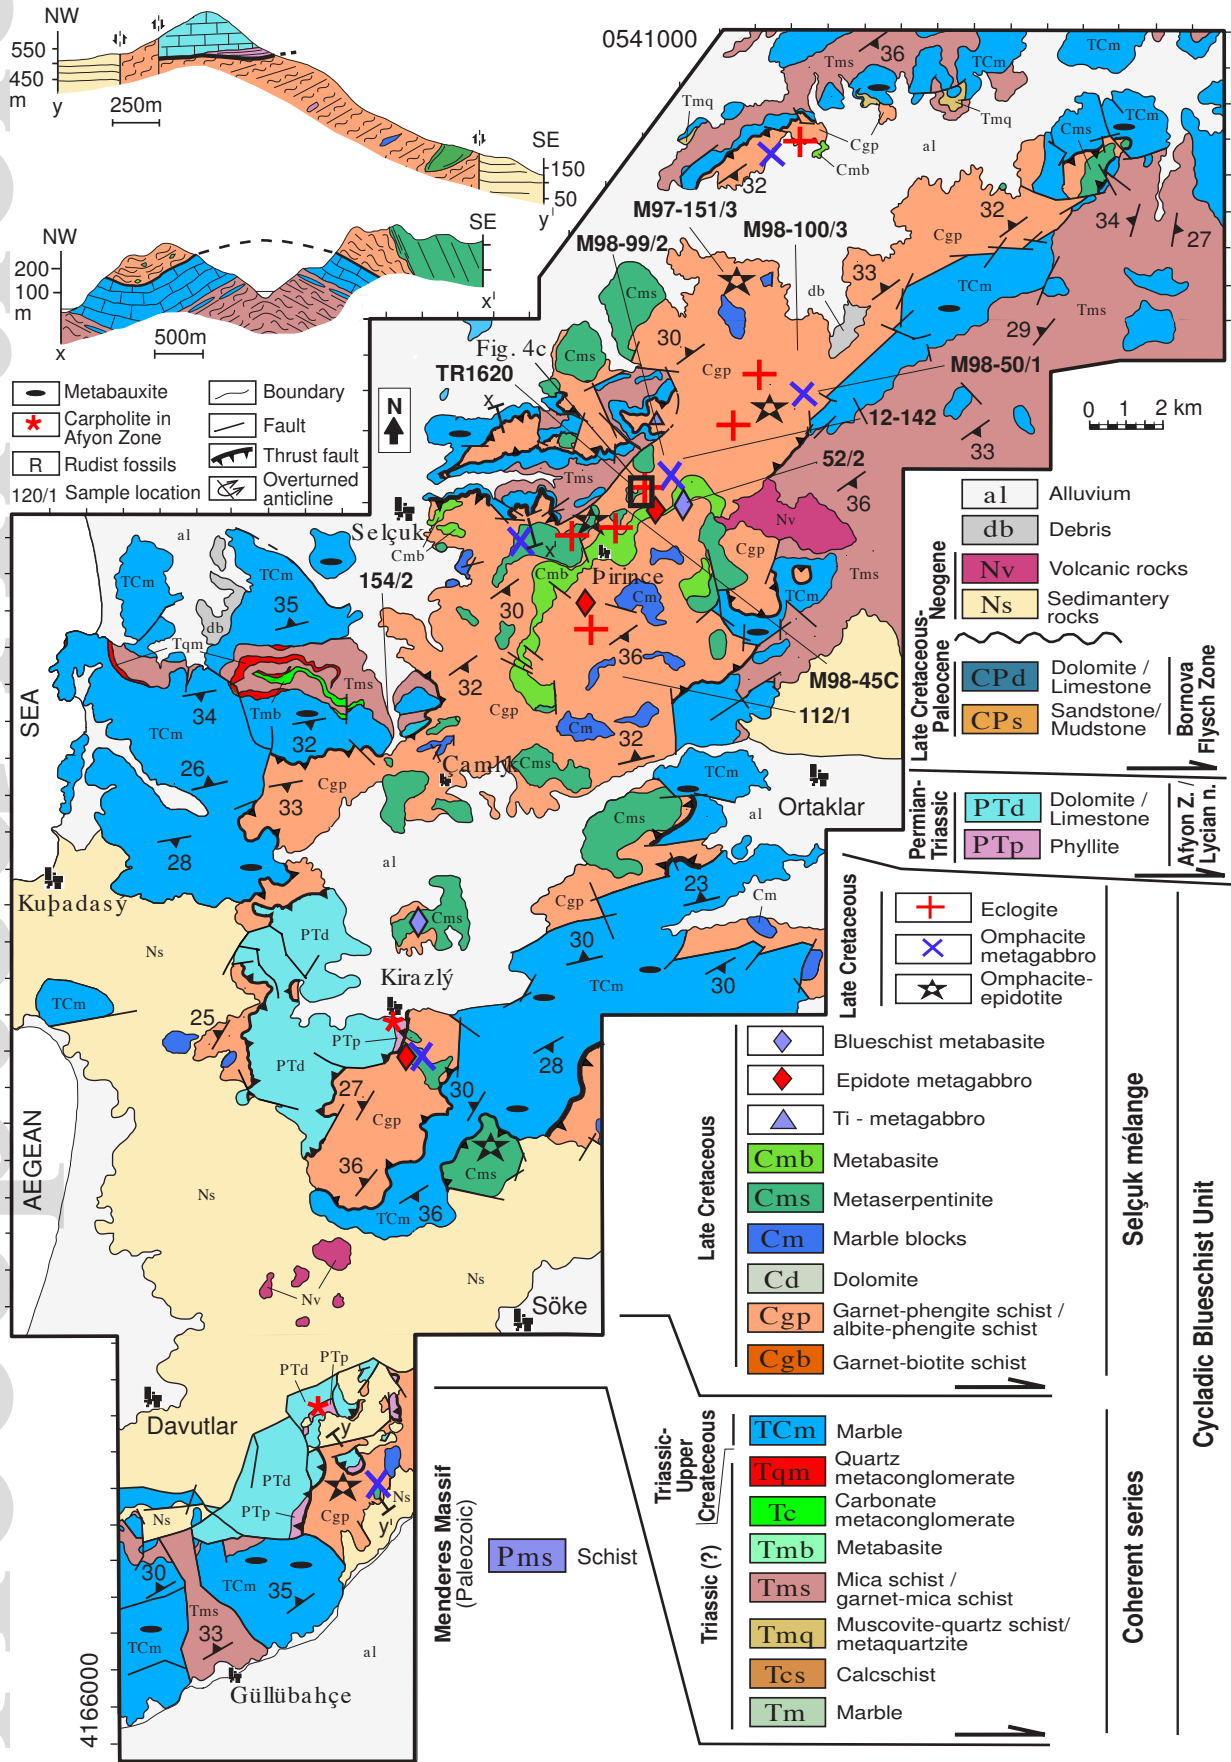 NW
550
450
m
y
250m
SE
150
50
y'
NW
SE
200
100
m
x
x'
500m
0541000
Tms
36
TCm
TCm
Tmq
Tmq
Cgp
al
Cmb
Cms
TCm
32
M97-151/3
M98-99/2
M98-100/3
32
Cgp
34
27
33
TCm
Tms
db
29
Cms
Cms
30
Cgp
Fig. 4c
TR1620
x
M98-50/1
12-142
33
52/2
36
Tms
Nv
Cgp
Tms
TCm
N
0 1 2 km
Metabauxite
Carpholite in
Afyon Zone
R
Rudist fossils
120/1
Sample location
Boundary
Fault
Thrust fault
Overturned
anticline
Selçuk
Cmb
x'
Cmb
Þirince
Cm
30
36
154/2
32
Cgp
Cm
32
M98-45C
112/1
al
TCm
TCm
35
db
Tqm
Tms
Tmb
34
32
TCm
26
Cgp
33
28
SEA
Çamlýk
Cms
TCm
Ortaklar
al
Cms
al
23
Cgp
Cm
30
TCm
30
Kuþadasý
Ns
PTd
Cms
Kirazlý
TCm
25
PTp
PTd
27
Cgp
30
28
36
Cms
TCm
36
AEGEAN
Ns
Ns
Nv
Söke
PTd
PTp
y
Davutlar
PTd
PTp
Ns
Cgp
Ns
y'
30
TCm
35
Tms
33
TCm
al
Güllübahçe
4166000
Neogene
al
Alluvium
db
Debris
Nv
Volcanic rocks
Ns
Sedimantery
rocks
Late Cretaceous-
Paleocene
CPd
Dolomite /
Limestone
CPs
Sandstone/
Mudstone
Bornova
Flysch Zone
Permian-
Triassic
PTd
Dolomite /
Limestone
PTp
Phyllite
Afyon Z. /
Lycian n.
Late Cretaceous
Eclogite
Omphacite
metagabbro
Omphacite-
epidotite
Late Cretaceous
Blueschist metabasite
Epidote metagabbro
Ti - metagabbro
Cmb
Metabasite
Cms
Metaserpentinite
Cm
Marble blocks
Cd
Dolomite
Cgp
Garnet-phengite schist /
albite-phengite schist
Cgb
Garnet-biotite schist
Selçuk mélange
Cycladic Blueschist Unit
Triassic-
Upper
Createceous
TCm
Marble
Tqm
Quartz
metaconglomerate
Tc
Carbonate
metaconglomerate
Tmb
Metabasite
Tms
Mica schist /
garnet-mica schist
Tmq
Muscovite-quartz schist/
metaquartzite
Tcs
Calcschist
Tm
Marble
Triassic (?)
Coherent series
Menderes Massif
(Paleozoic)
Pms
Schist